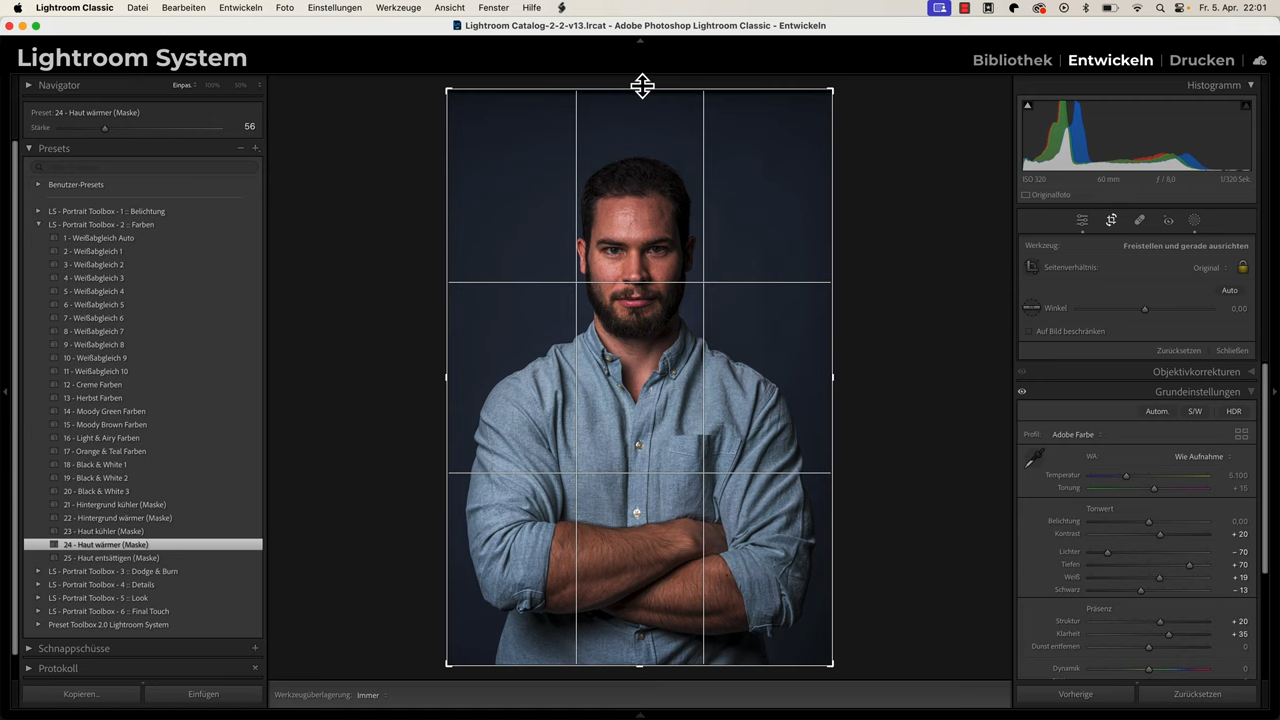 Lightroom Classic Datei Bearbeiten Entwickeln Foto Einstellungen Werkzeuge Ansicht Fenster Hilfe Fr. 5. Apr. 22:01
Lightroom Catalog-2-2-v13.lrcat - Adobe Photoshop Lightroom Classic - Entwickeln
Lightroom System
Bibliothek Entwickeln Drucken
Navigator Einpas. 100% 50%
Preset: 24 - Haut wärmer (Maske)
Stärke 56
Presets
Benutzer-Presets
LS - Portrait Toolbox - 1 :: Belichtung
LS - Portrait Toolbox - 2 :: Farben
1 - Weißabgleich Auto
2 - Weißabgleich 1
3 - Weißabgleich 2
4 - Weißabgleich 3
5 - Weißabgleich 4
6 - Weißabgleich 5
7 - Weißabgleich 6
8 - Weißabgleich 7
9 - Weißabgleich 8
10 - Weißabgleich 9
11 - Weißabgleich 10
12 - Creme Farben
13 - Herbst Farben
14 - Moody Green Farben
15 - Moody Brown Farben
16 - Light & Airy Farben
17 - Orange & Teal Farben
18 - Black & White 1
19 - Black & White 2
20 - Black & White 3
21 - Hintergrund kühler (Maske)
22 - Hintergrund wärmer (Maske)
23 - Haut kühler (Maske)
24 - Haut wärmer (Maske)
25 - Haut entsättigen (Maske)
LS - Portrait Toolbox - 3 :: Dodge & Burn
LS - Portrait Toolbox - 4 :: Details
LS - Portrait Toolbox - 5 :: Look
LS - Portrait Toolbox - 6 :: Final Touch
Preset Toolbox 2.0 Lightroom System
Schnappschüsse
Protokoll
Kopieren... Einfügen
Werkzeugüberlagerung: Immer
Histogramm
ISO 320 60 mm ƒ / 8,0 1/320 Sek.
Originalfoto
Werkzeug: Freistellen und gerade ausrichten
Seitenverhältnis: Original
Auto
Winkel 0,00
Auf Bild beschränken
Zurücksetzen Schließen
Objektivkorrekturen
Grundeinstellungen
Autom. S/W HDR
Profil: Adobe Farbe
WA: Wie Aufnahme
Temperatur 5.100
Tonung + 15
Tonwert
Belichtung 0,00
Kontrast + 20
Lichter - 70
Tiefen + 70
Weiß + 19
Schwarz - 13
Präsenz
Struktur + 20
Klarheit + 35
Dunst entfernen 0
Dynamik 0
Vorherige Zurücksetzen